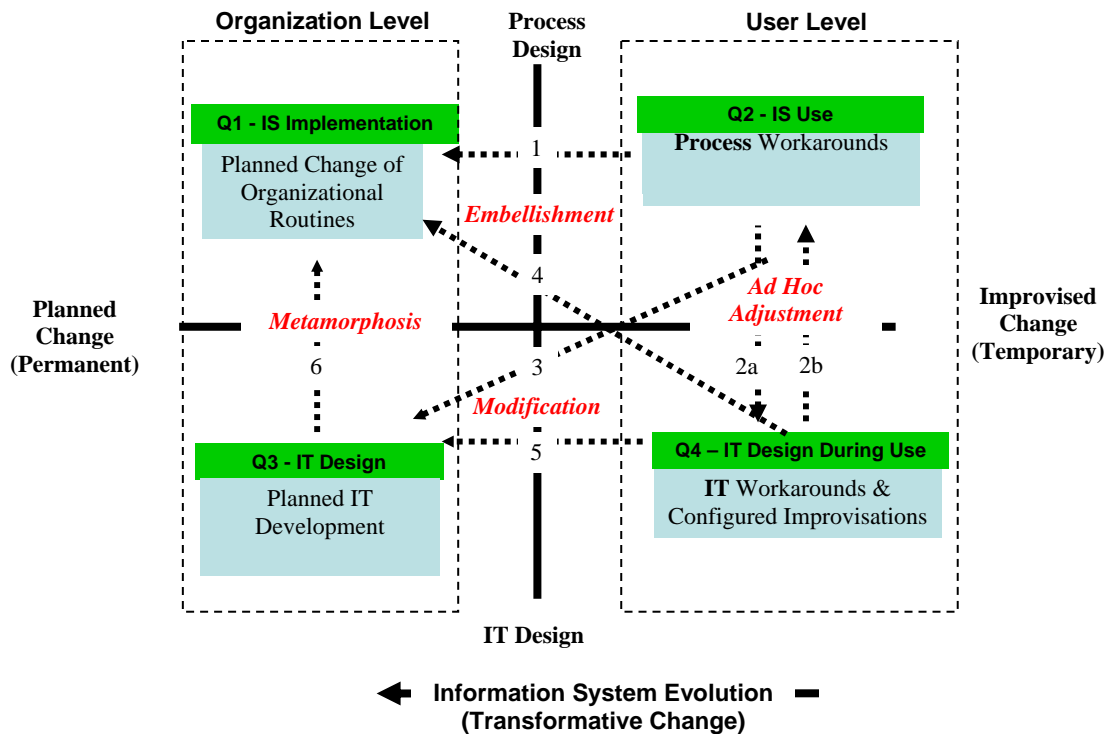 Organization Level
Process
Design
User Level
Q1 - IS Implementation
Planned Change of
Organizational
Routines
Q2 - IS Use
Process Workarounds
1
Embellishment
4
Planned
Change
(Permanent)
Metamorphosis
6
Ad Hoc
Adjustment
2a
2b
Improvised
Change
(Temporary)
3
Modification
5
Q3 - IT Design
Planned IT
Development
Q4 – IT Design During Use
IT Workarounds &
Configured Improvisations
IT Design
Information System Evolution
(Transformative Change)